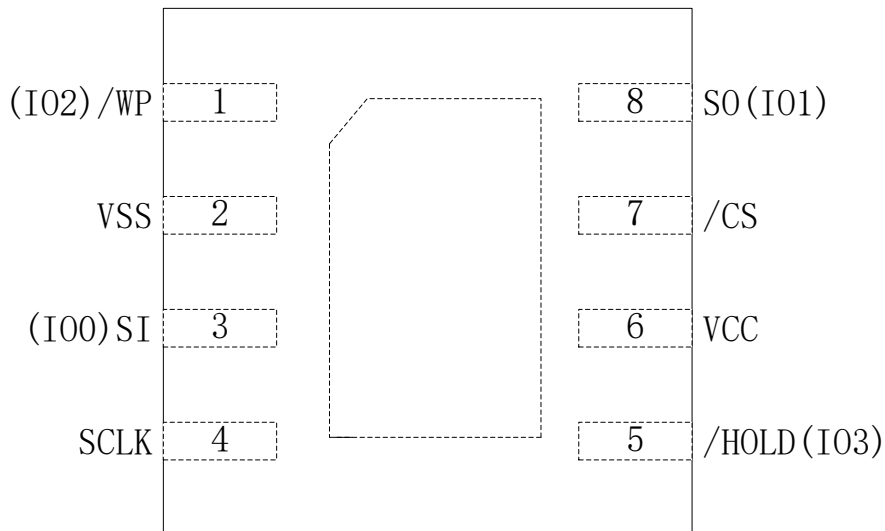 (IO2)/WP 1 8 SO(IO1)
VSS 2 7 /CS
(IO0)SI 3 6 VCC
SCLK 4 5 /HOLD(IO3)